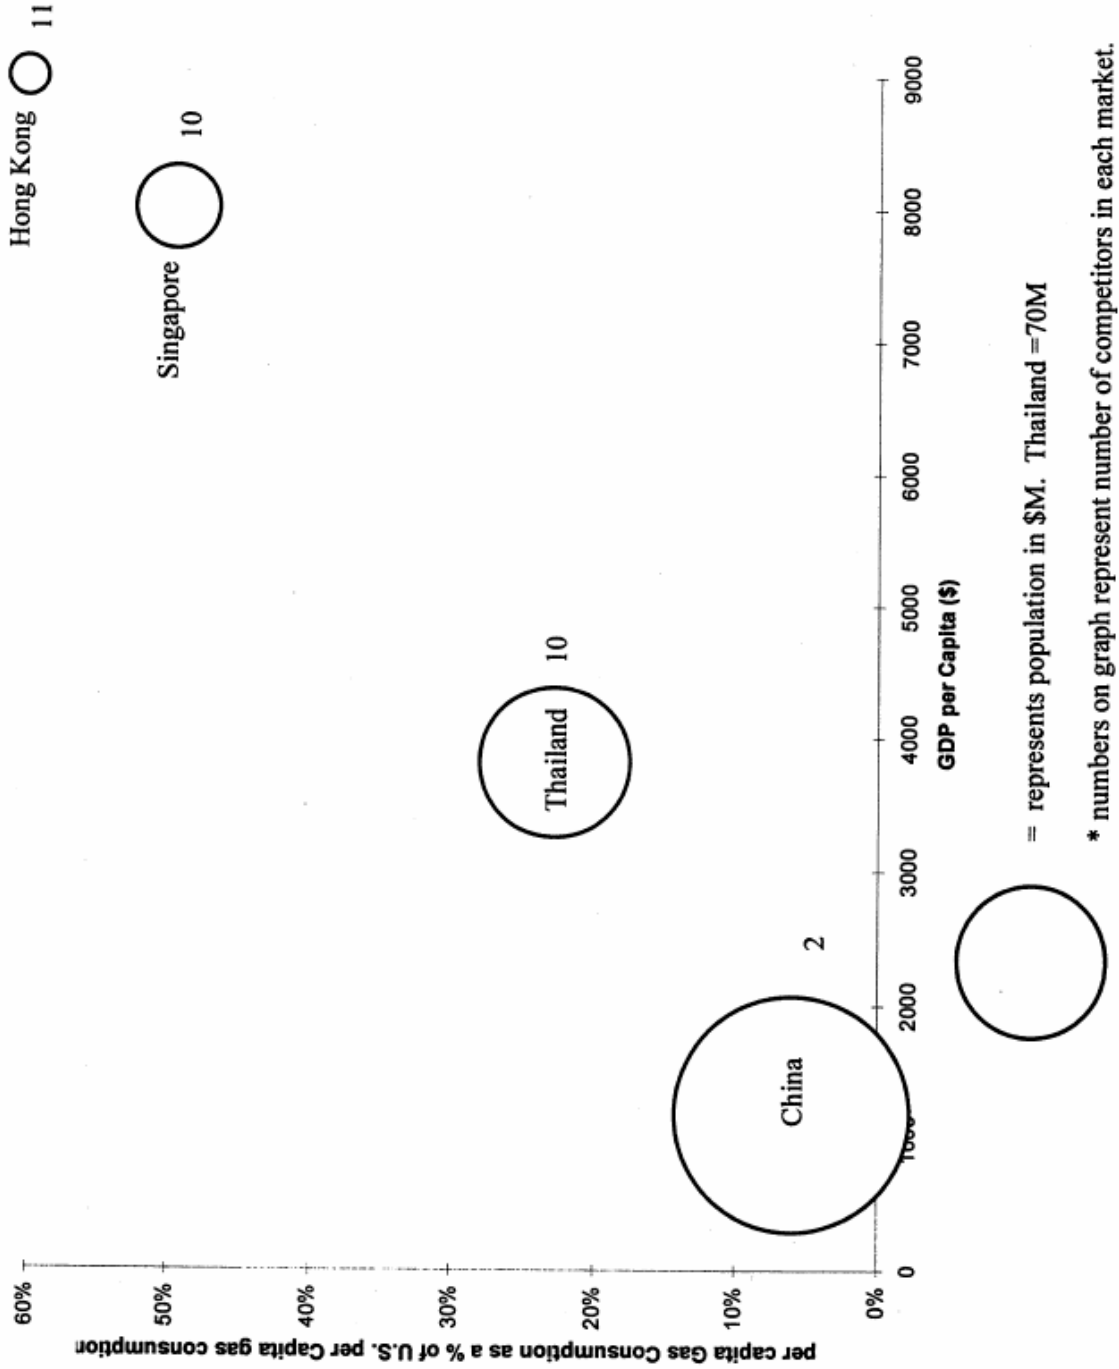 Hong Kong
11
Singapore
10
Thailand
10
China
2
60%
50%
40%
30%
20%
10%
0%
per capita Gas Consumption as a % of U.S. per Capita gas consumption
0
1000
2000
3000
4000
5000
6000
7000
8000
9000
GDP per Capita ($)
= represents population in $M. Thailand =70M
* numbers on graph represent number of competitors in each market.